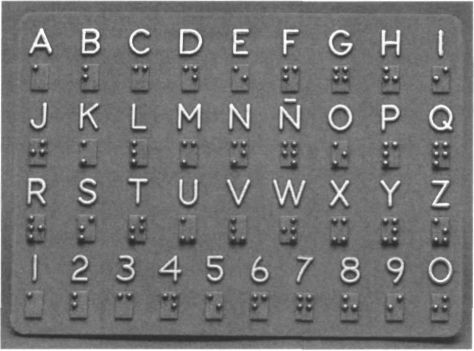 A B C D E F G H I
J K L M N Ñ O P Q
R S T U V W X Y Z
1 2 3 4 5 6 7 8 9 0